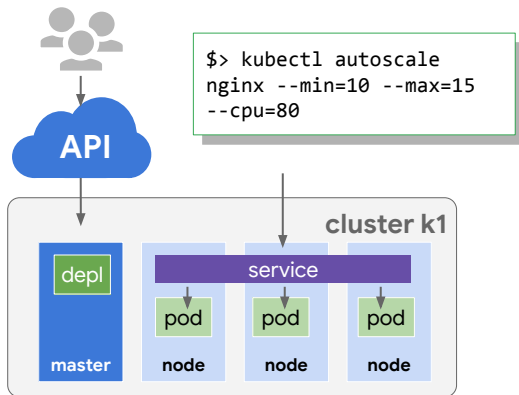 $> kubectl autoscale
nginx --min=10 --max=15
--cpu=80
API
cluster k1
depl
service
pod
pod
pod
master
node
node
node